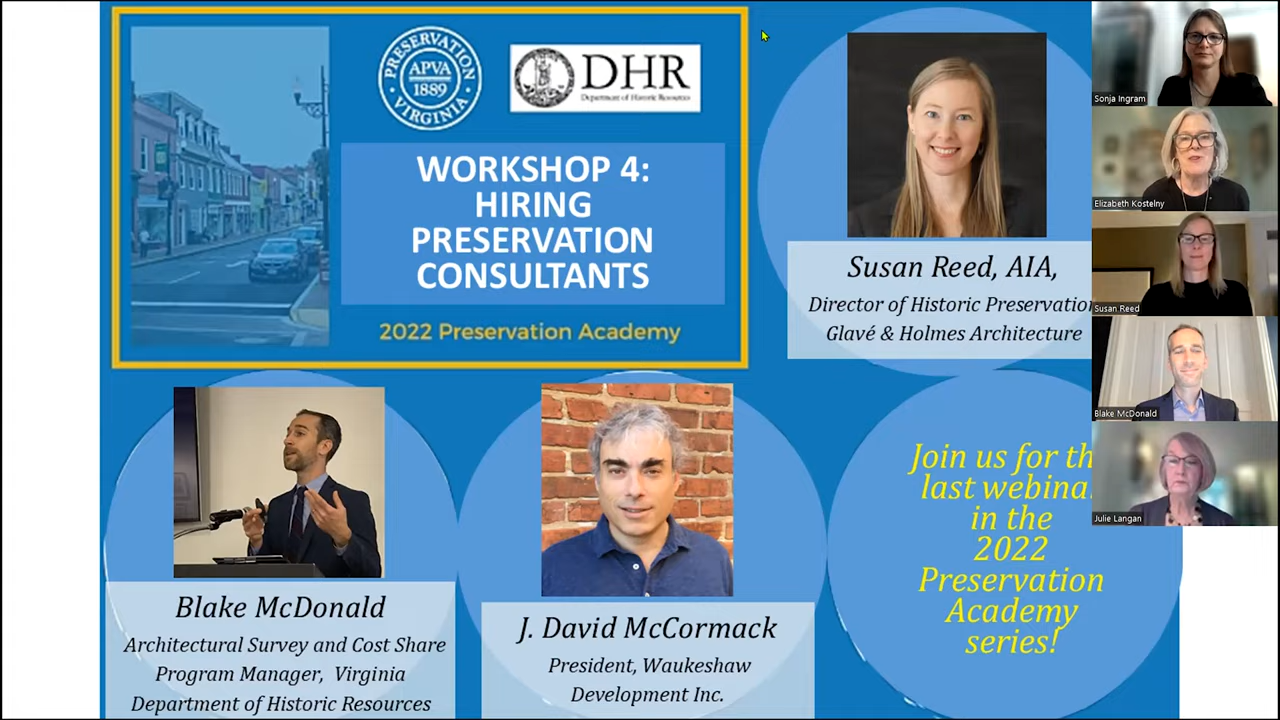 PRESERVATION
APVA
1889
VIRGINIA
DHR
Department of Historic Resources
WORKSHOP 4:
HIRING
PRESERVATION
CONSULTANTS
2022 Preservation Academy
Susan Reed, AIA,
Director of Historic Preservation
Glavé & Holmes Architecture
Sonja Ingram
Elizabeth Kostelny
Susan Reed
Blake McDonald
Julie Langan
Blake McDonald
Architectural Survey and Cost Share
Program Manager, Virginia
Department of Historic Resources
J. David McCormack
President, Waukeshaw
Development Inc.
Join us for th
last webinar
in the
2022
Preservation
Academy
series!